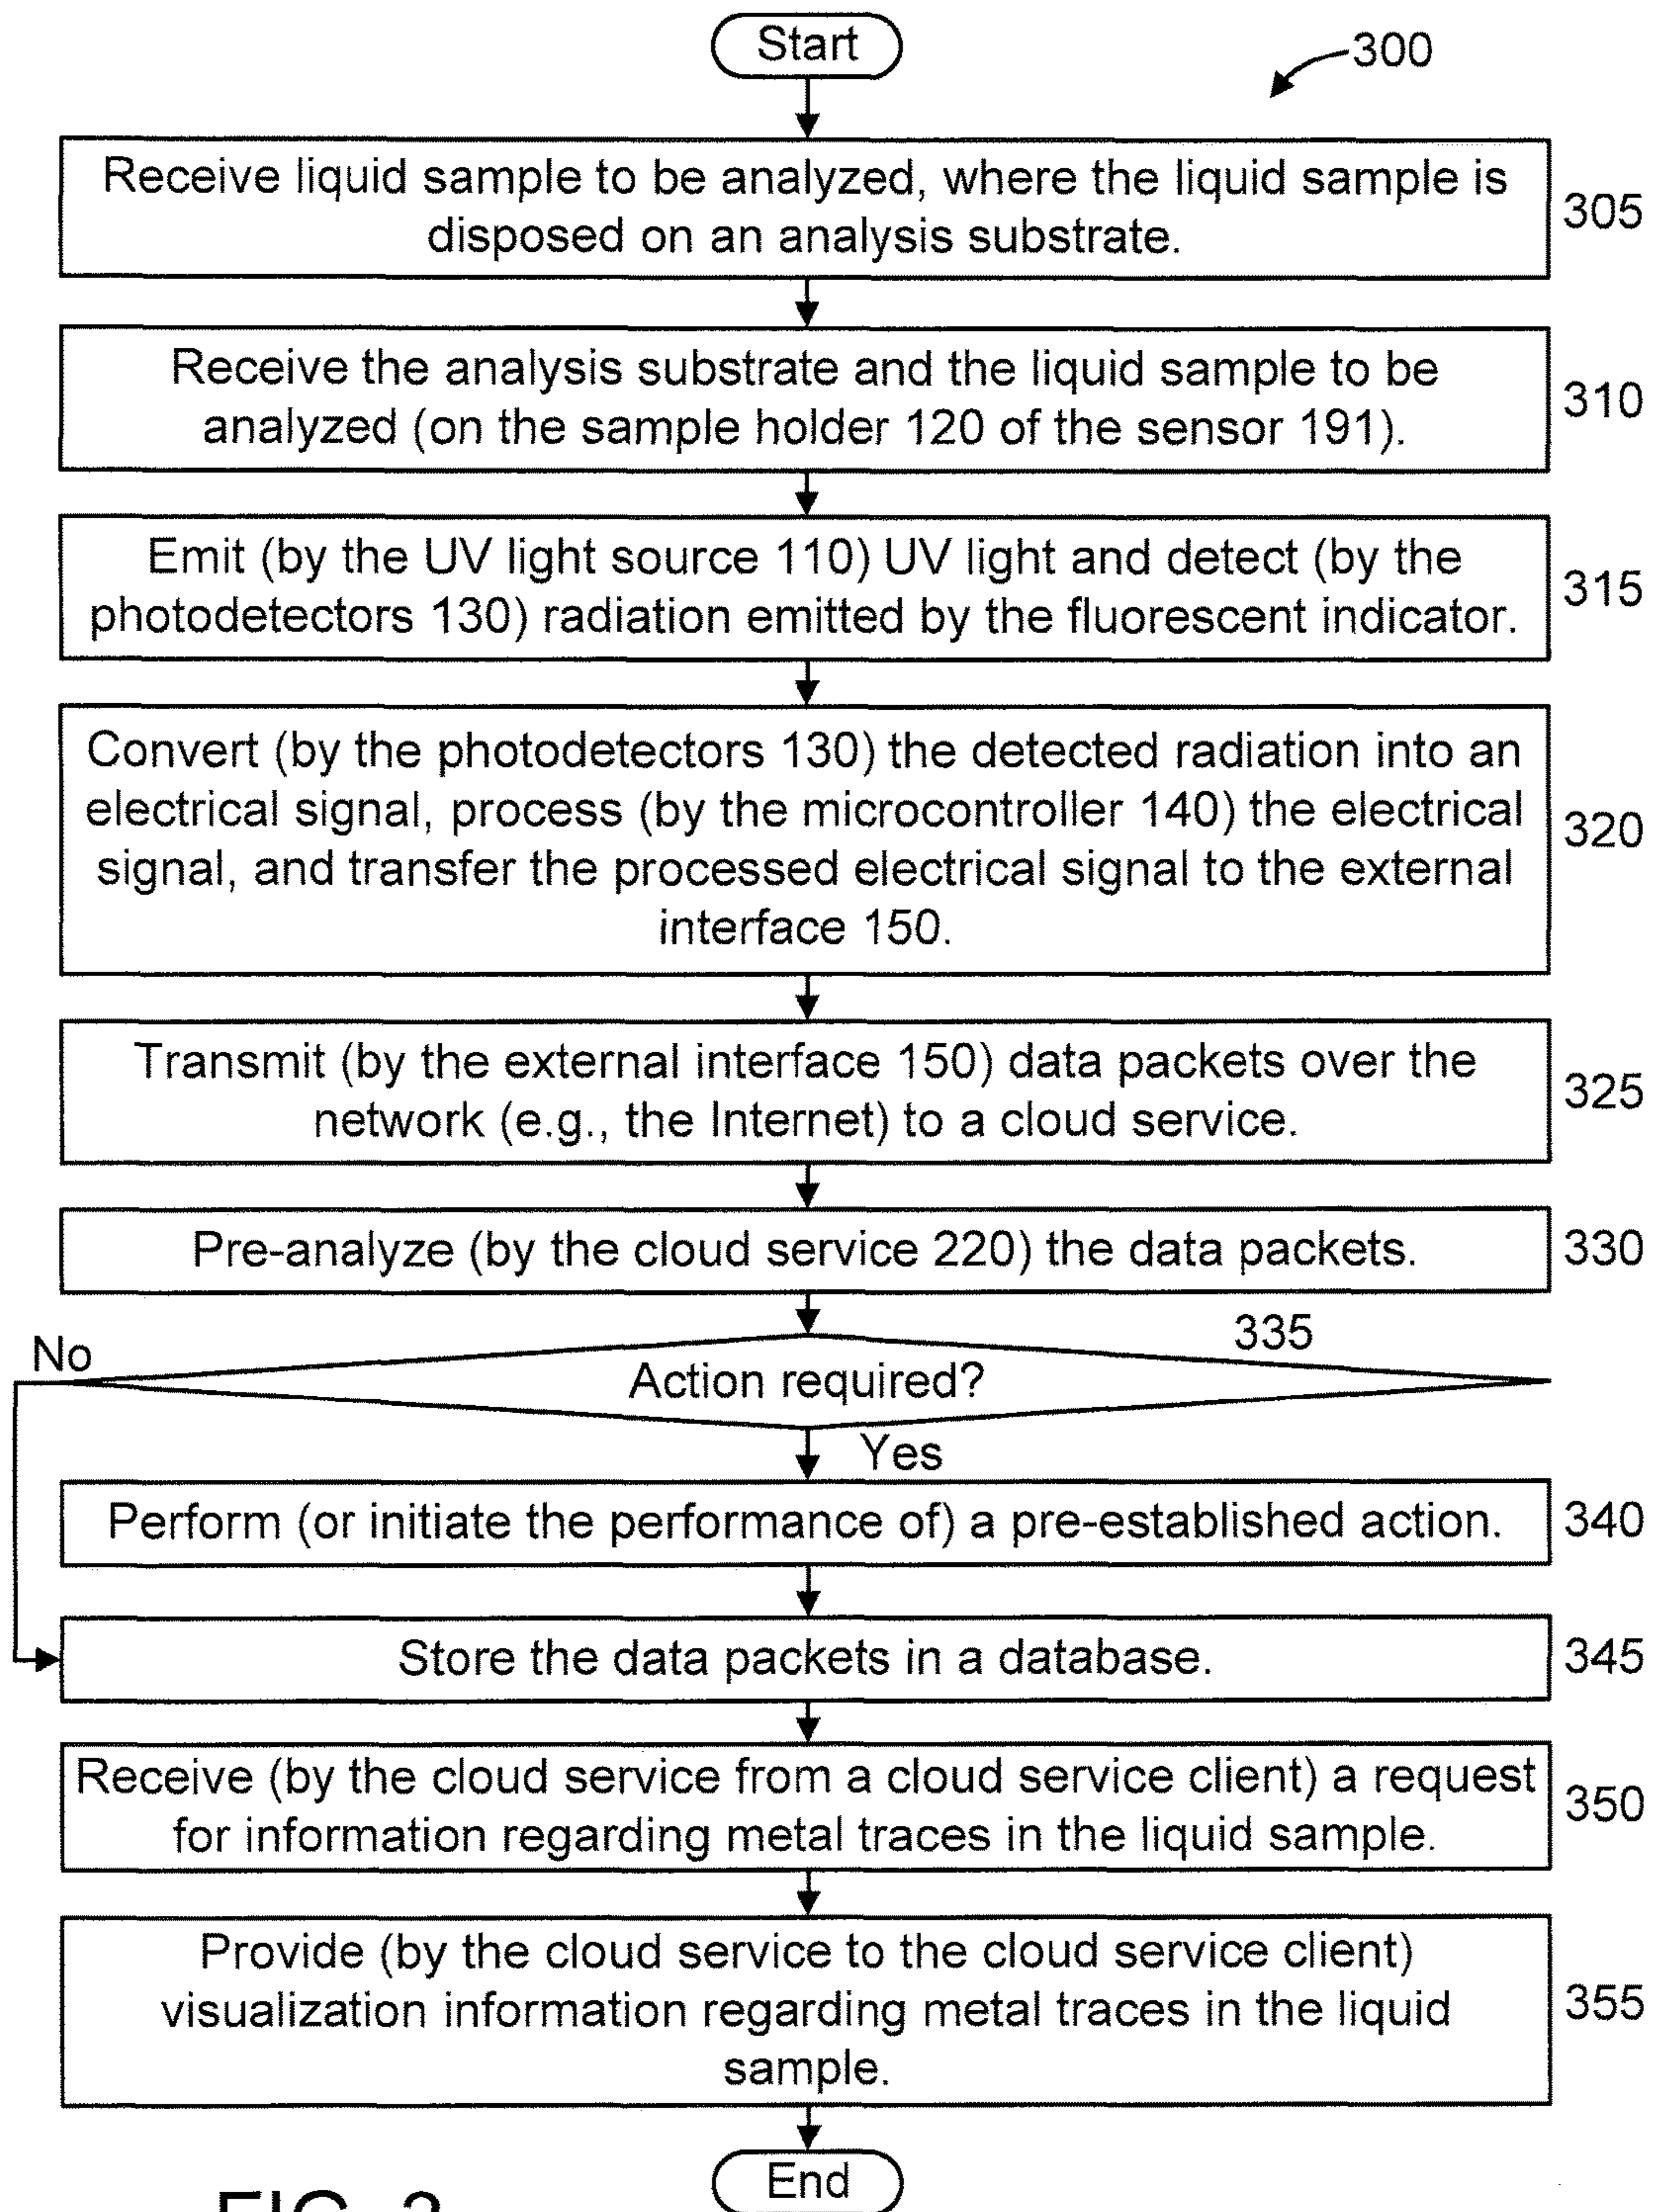 Start
300
Receive liquid sample to be analyzed, where the liquid sample is
disposed on an analysis substrate.
305
Receive the analysis substrate and the liquid sample to be
analyzed (on the sample holder 120 of the sensor 191).
310
Emit (by the UV light source 110) UV light and detect (by the
photodetectors 130) radiation emitted by the fluorescent indicator.
315
Convert (by the photodetectors 130) the detected radiation into an
electrical signal, process (by the microcontroller 140) the electrical
signal, and transfer the processed electrical signal to the external
interface 150.
320
Transmit (by the external interface 150) data packets over the
network (e.g., the Internet) to a cloud service.
325
Pre-analyze (by the cloud service 220) the data packets.
330
335
No
Action required?
Yes
Perform (or initiate the performance of) a pre-established action.
340
Store the data packets in a database.
345
Receive (by the cloud service from a cloud service client) a request
for information regarding metal traces in the liquid sample.
350
Provide (by the cloud service to the cloud service client)
visualization information regarding metal traces in the liquid
sample.
355
End
FIG.